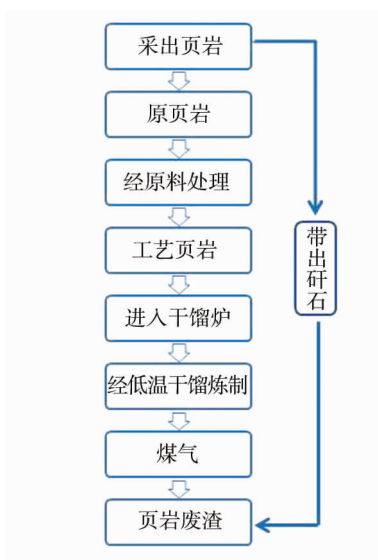 采出页岩
原页岩
经原料处理
工艺页岩
进入干馏炉
经低温干馏炼制
煤气
页岩废渣
带出矸石